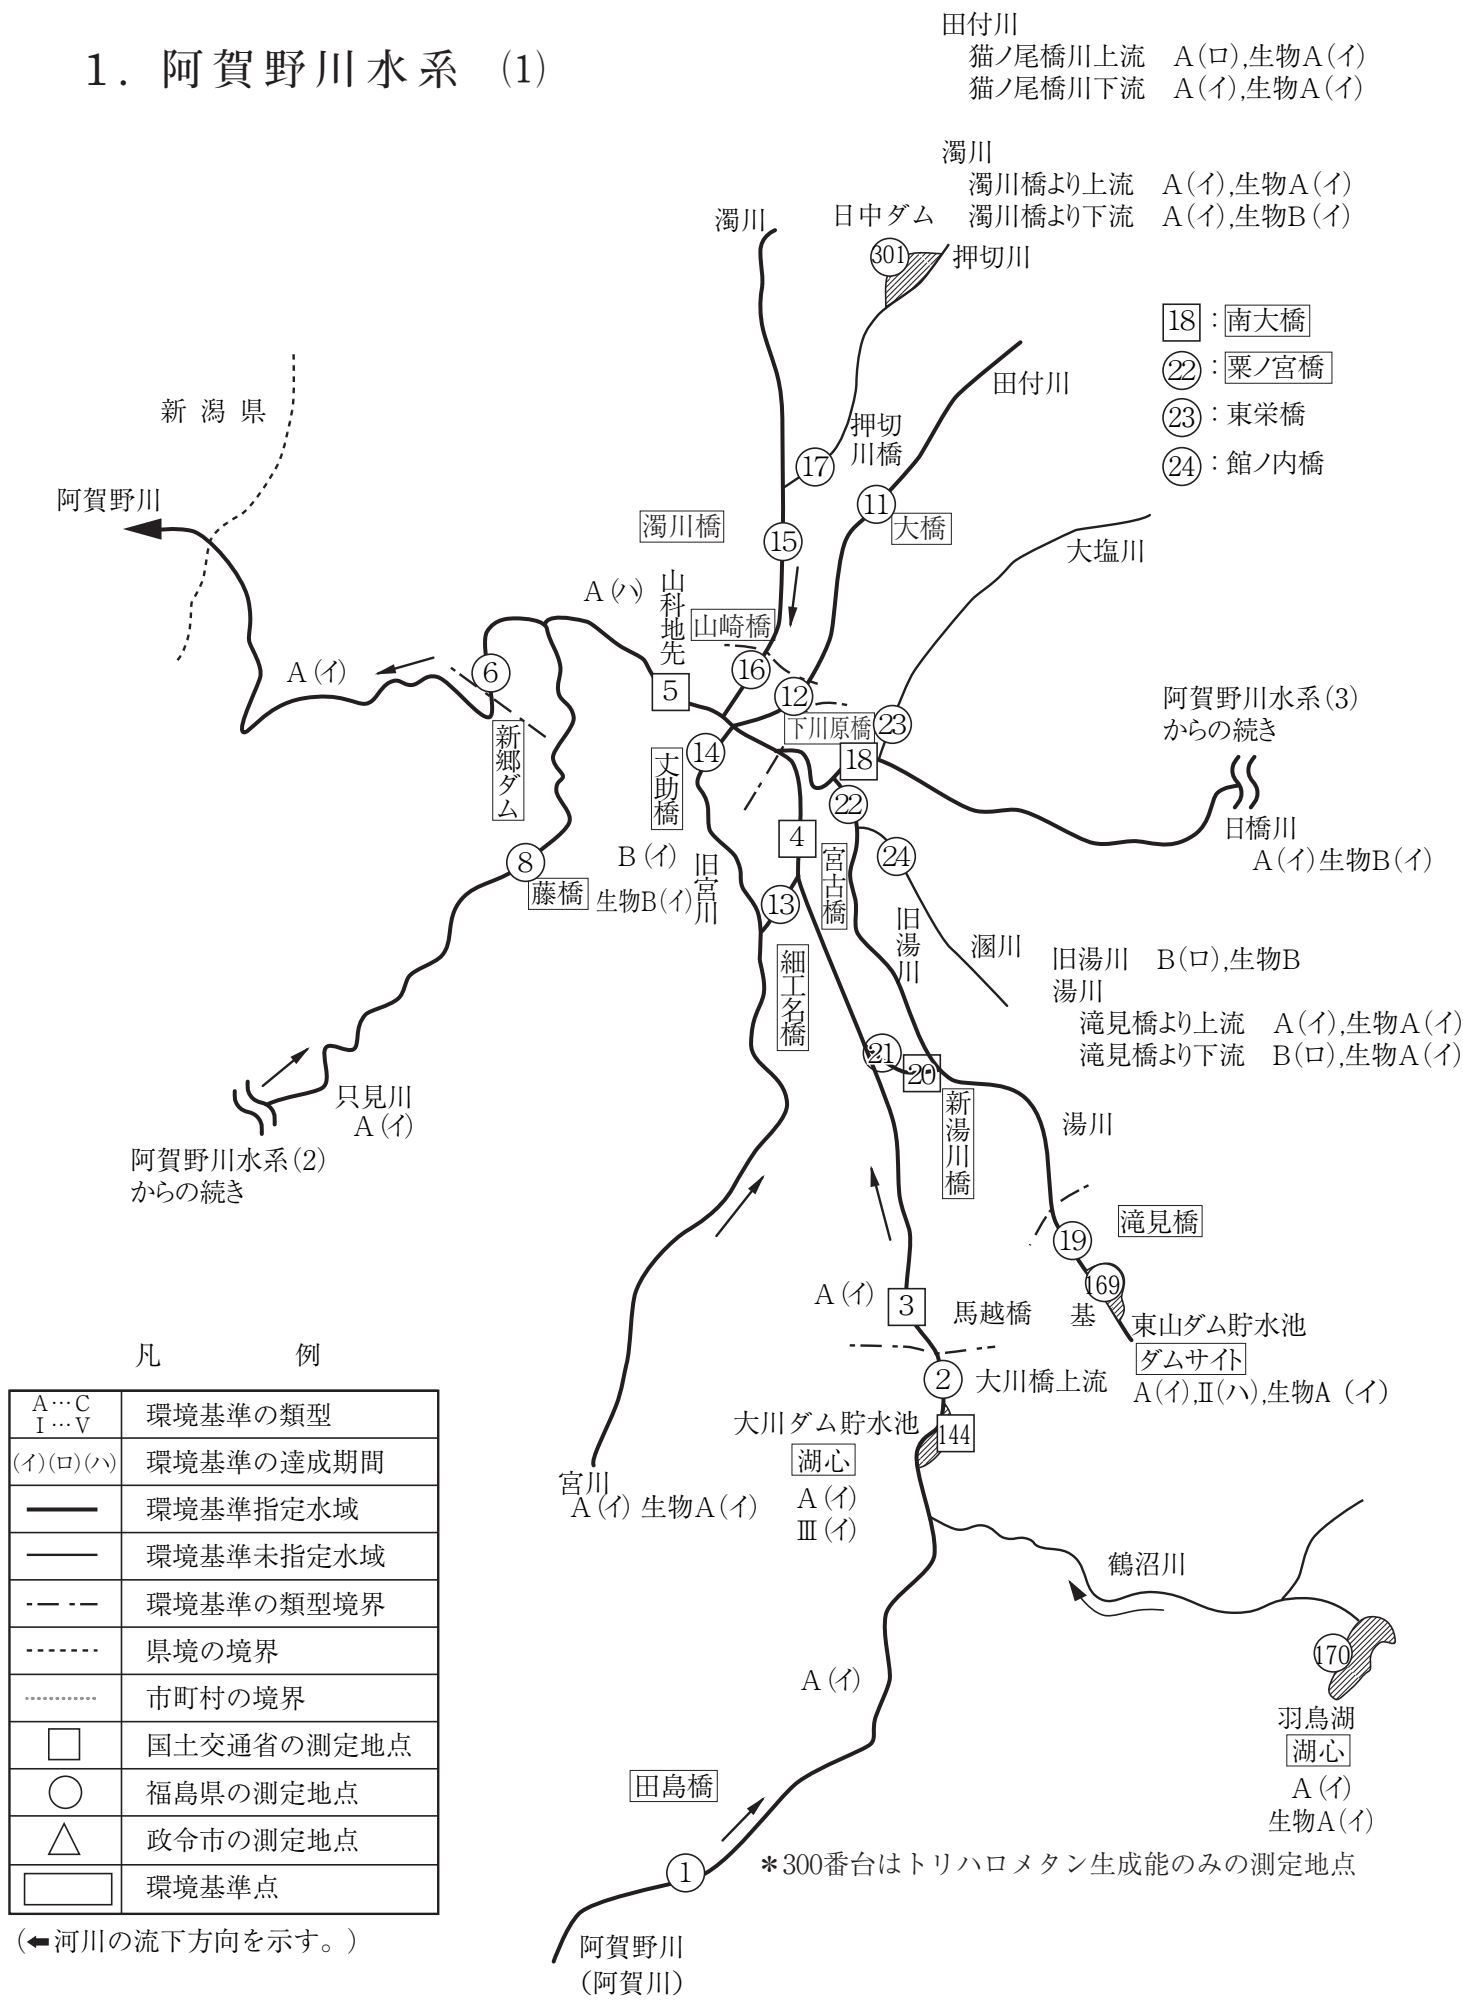 1. 阿賀野川水系 (1)
田付川
猫ノ尾橋川上流 A(ロ),生物A(イ)
猫ノ尾橋川下流 A(イ),生物A(イ)
濁川
濁川橋より上流 A(イ),生物A(イ)
濁川橋より下流 A(イ),生物B(イ)
濁川
日中ダム
301
押切川
18：南大橋
22：粟ノ宮橋
23：東栄橋
24：館ノ内橋
田付川
新潟県
押切
川橋
17
11
大橋
阿賀野川
濁川橋
15
大塩川
A(ハ)
山科地先
山崎橋
16
6
A(イ)
5
12
下川原橋
23
阿賀野川水系(3)
からの続き
新郷ダム
14
丈助橋
18
22
日橋川
A(イ)生物B(イ)
4
宮古橋
24
8
藤橋
B(イ)
生物B(イ)
旧宮川
13
細工名橋
旧湯川
溷川
旧湯川 B(ロ),生物B
湯川
滝見橋より上流 A(イ),生物A(イ)
滝見橋より下流 B(ロ),生物A(イ)
21
20
新湯川橋
湯川
只見川
A(イ)
阿賀野川水系(2)
からの続き
滝見橋
19
169
基
東山ダム貯水池
ダムサイト
A(イ),Ⅱ(ハ),生物A(イ)
A(イ)
3
馬越橋
2
大川橋上流
大川ダム貯水池
144
湖心
A(イ)
Ⅲ(イ)
宮川
A(イ)生物A(イ)
鶴沼川
170
羽鳥湖
湖心
A(イ)
生物A(イ)
A(イ)
田島橋
1
＊300番台はトリハロメタン生成能のみの測定地点
阿賀野川
(阿賀川)
凡 例
A…C
I…V
環境基準の類型
(イ)(ロ)(ハ) 環境基準の達成期間
環境基準指定水域
環境基準未指定水域
環境基準の類型境界
県境の境界
市町村の境界
国土交通省の測定地点
福島県の測定地点
政令市の測定地点
環境基準点
(⬅河川の流下方向を示す。)